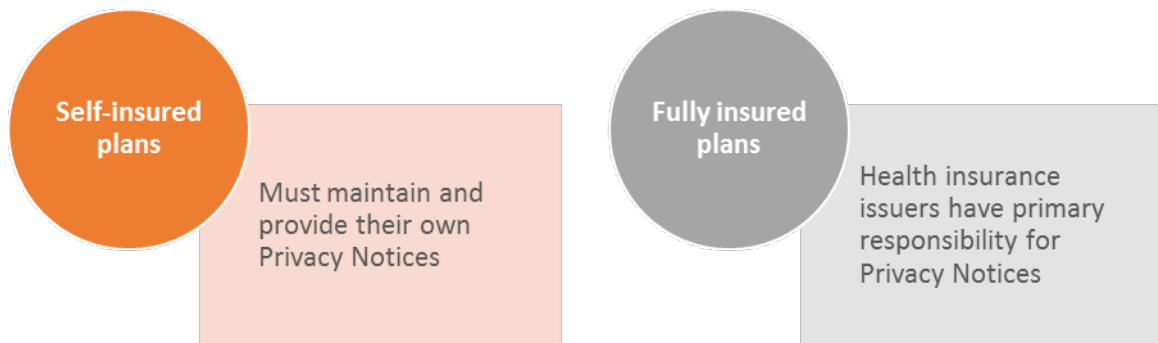 Self-insured
plans
Must maintain and
provide their own
Privacy Notices
Fully insured
plans
Health insurance
issuers have primary
responsibility for
Privacy Notices